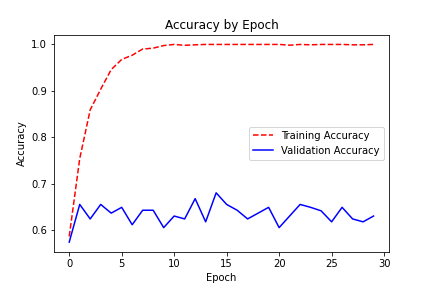 Accuracy by Epoch
1.0
0.9
0.8
0.7
0.6
Accuracy
Training Accuracy
Validation Accuracy
0 5 10 15 20 25 30
Epoch